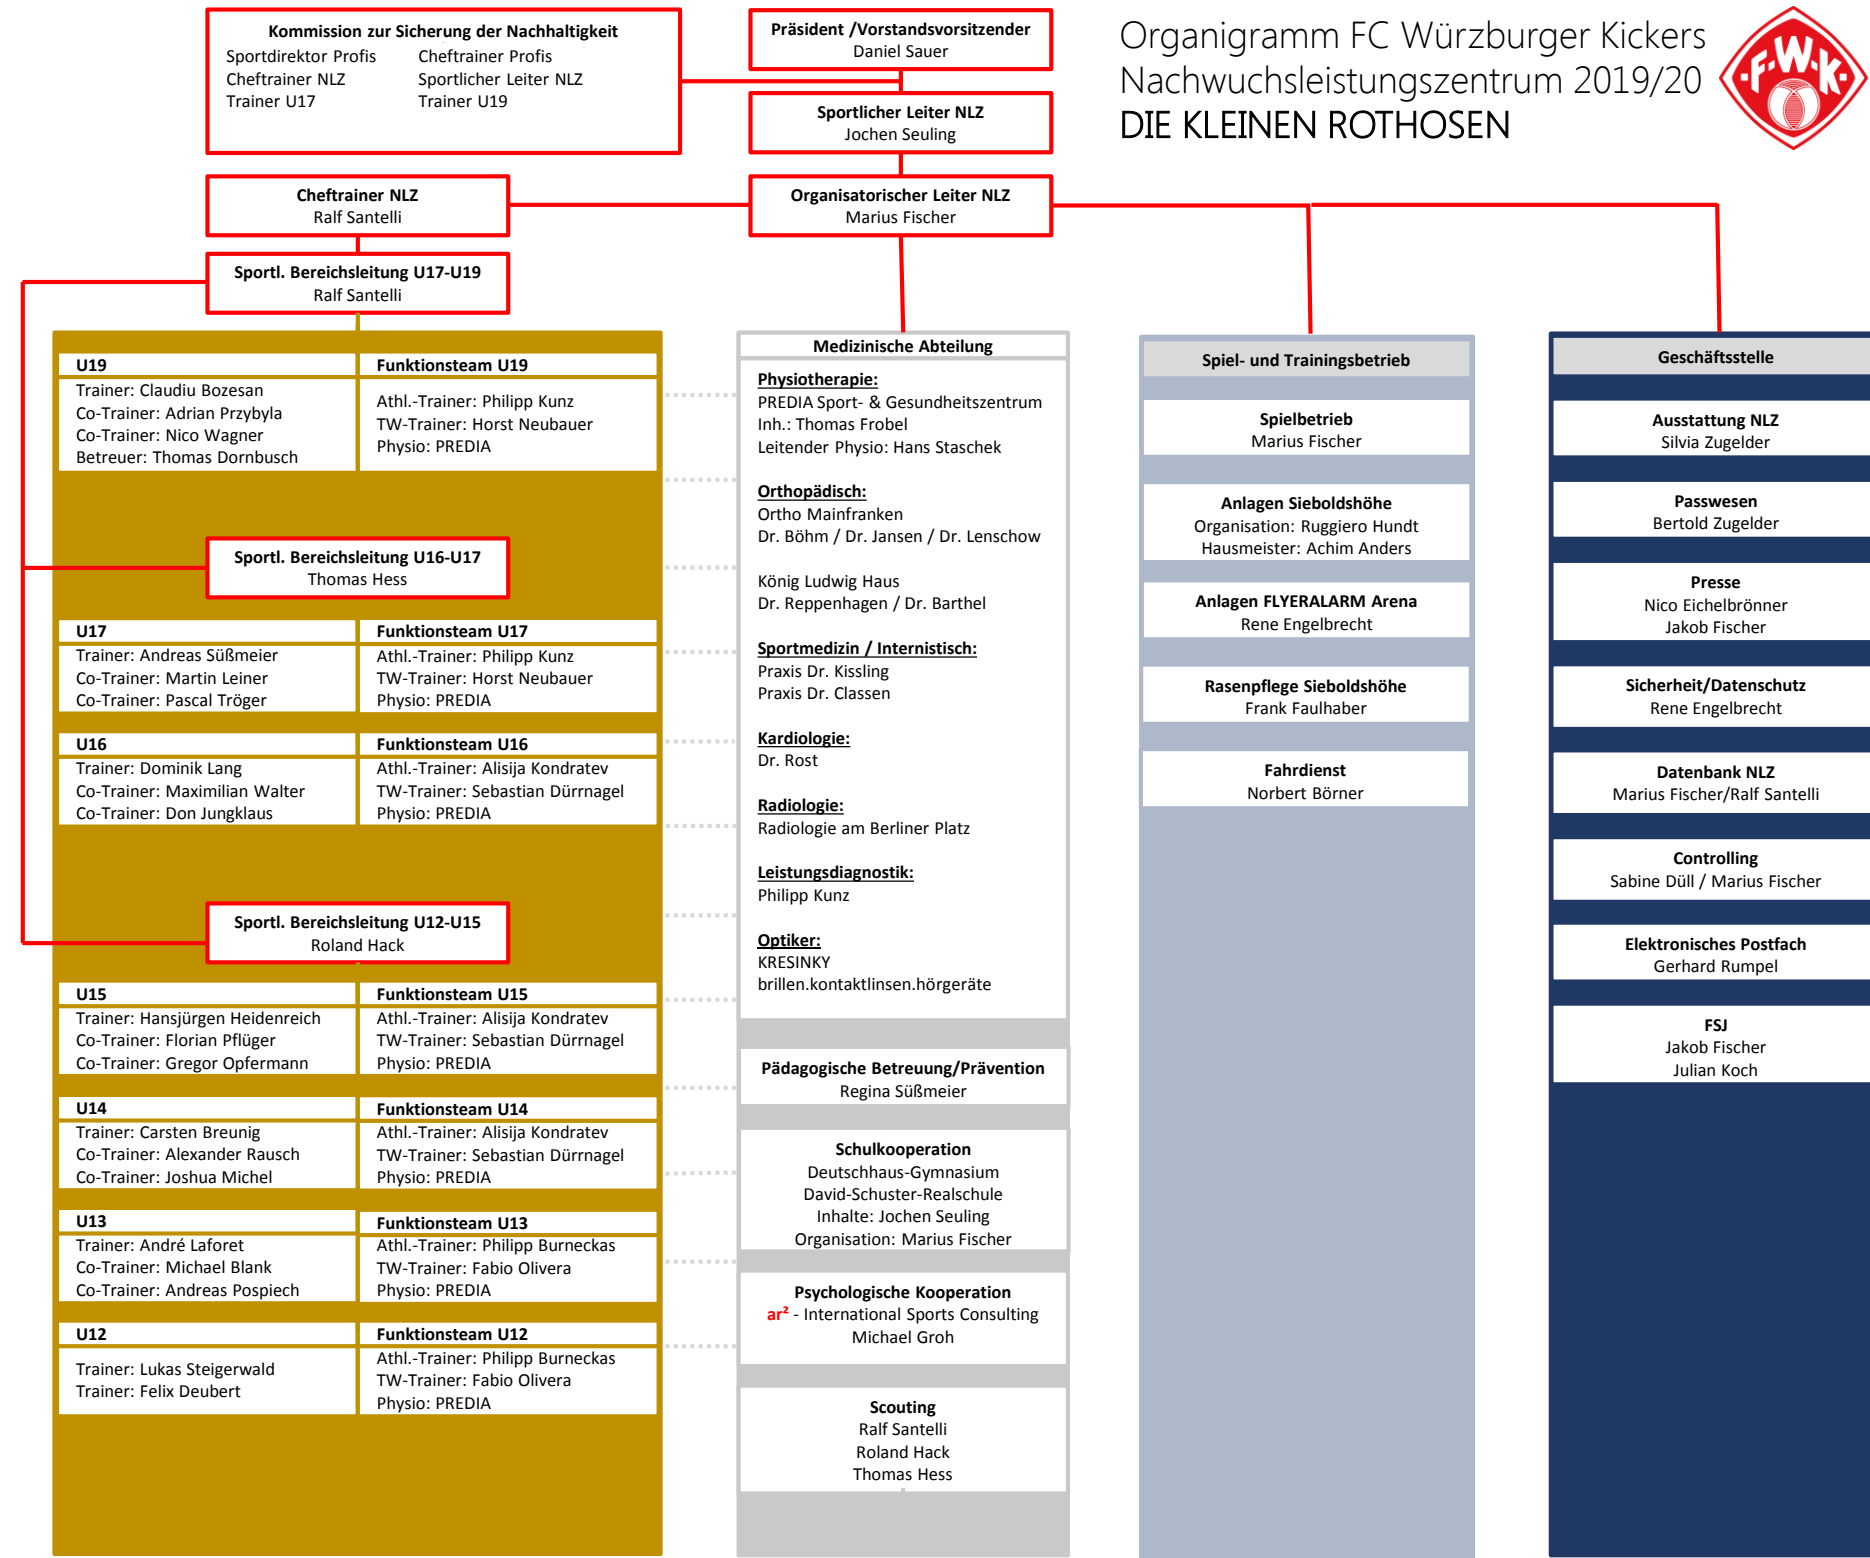 Organigramm FC Würzburger Kickers
Nachwuchsleistungszentrum 2019/20
DIE KLEINEN ROTHOSEN
F·W·K·
Kommission zur Sicherung der Nachhaltigkeit
Sportdirektor Profis Cheftrainer Profis
Cheftrainer NLZ Sportlicher Leiter NLZ
Trainer U17 Trainer U19
Präsident /Vorstandsvorsitzender
Daniel Sauer
Sportlicher Leiter NLZ
Jochen Seuling
Cheftrainer NLZ
Ralf Santelli
Organisatorischer Leiter NLZ
Marius Fischer
Sportl. Bereichsleitung U17-U19
Ralf Santelli
U19
Trainer: Claudiu Bozesan
Co-Trainer: Adrian Przybyla
Co-Trainer: Nico Wagner
Betreuer: Thomas Dornbusch
Funktionsteam U19
Athl.-Trainer: Philipp Kunz
TW-Trainer: Horst Neubauer
Physio: PREDIA
Sportl. Bereichsleitung U16-U17
Thomas Hess
U17
Trainer: Andreas Süßmeier
Co-Trainer: Martin Leiner
Co-Trainer: Pascal Tröger
Funktionsteam U17
Athl.-Trainer: Philipp Kunz
TW-Trainer: Horst Neubauer
Physio: PREDIA
U16
Trainer: Dominik Lang
Co-Trainer: Maximilian Walter
Co-Trainer: Don Jungklaus
Funktionsteam U16
Athl.-Trainer: Alisija Kondratev
TW-Trainer: Sebastian Dürrnagel
Physio: PREDIA
Sportl. Bereichsleitung U12-U15
Roland Hack
U15
Trainer: Hansjürgen Heidenreich
Co-Trainer: Florian Pflüger
Co-Trainer: Gregor Opfermann
Funktionsteam U15
Athl.-Trainer: Alisija Kondratev
TW-Trainer: Sebastian Dürrnagel
Physio: PREDIA
U14
Trainer: Carsten Breunig
Co-Trainer: Alexander Rausch
Co-Trainer: Joshua Michel
Funktionsteam U14
Athl.-Trainer: Alisija Kondratev
TW-Trainer: Sebastian Dürrnagel
Physio: PREDIA
U13
Trainer: André Laforet
Co-Trainer: Michael Blank
Co-Trainer: Andreas Pospiech
Funktionsteam U13
Athl.-Trainer: Philipp Burneckas
TW-Trainer: Fabio Olivera
Physio: PREDIA
U12
Trainer: Lukas Steigerwald
Trainer: Felix Deubert
Funktionsteam U12
Athl.-Trainer: Philipp Burneckas
TW-Trainer: Fabio Olivera
Physio: PREDIA
Medizinische Abteilung
Physiotherapie:
PREDIA Sport- & Gesundheitszentrum
Inh.: Thomas Frobel
Leitender Physio: Hans Staschek
Orthopädisch:
Ortho Mainfranken
Dr. Böhm / Dr. Jansen / Dr. Lenschow
König Ludwig Haus
Dr. Reppenhagen / Dr. Barthel
Sportmedizin / Internistisch:
Praxis Dr. Kissling
Praxis Dr. Classen
Kardiologie:
Dr. Rost
Radiologie:
Radiologie am Berliner Platz
Leistungsdiagnostik:
Philipp Kunz
Optiker:
KRESINKY
brillen.kontaktlinsen.hörgeräte
Pädagogische Betreuung/Prävention
Regina Süßmeier
Schulkooperation
Deutschhaus-Gymnasium
David-Schuster-Realschule
Inhalte: Jochen Seuling
Organisation: Marius Fischer
Psychologische Kooperation
ar² - International Sports Consulting
Michael Groh
Scouting
Ralf Santelli
Roland Hack
Thomas Hess
Spiel- und Trainingsbetrieb
Spielbetrieb
Marius Fischer
Anlagen Sieboldshöhe
Organisation: Ruggiero Hundt
Hausmeister: Achim Anders
Anlagen FLYERALARM Arena
Rene Engelbrecht
Rasenpflege Sieboldshöhe
Frank Faulhaber
Fahrdienst
Norbert Börner
Geschäftsstelle
Ausstattung NLZ
Silvia Zugelder
Passwesen
Bertold Zugelder
Presse
Nico Eichelbrönner
Jakob Fischer
Sicherheit/Datenschutz
Rene Engelbrecht
Datenbank NLZ
Marius Fischer/Ralf Santelli
Controlling
Sabine Düll / Marius Fischer
Elektronisches Postfach
Gerhard Rumpel
FSJ
Jakob Fischer
Julian Koch